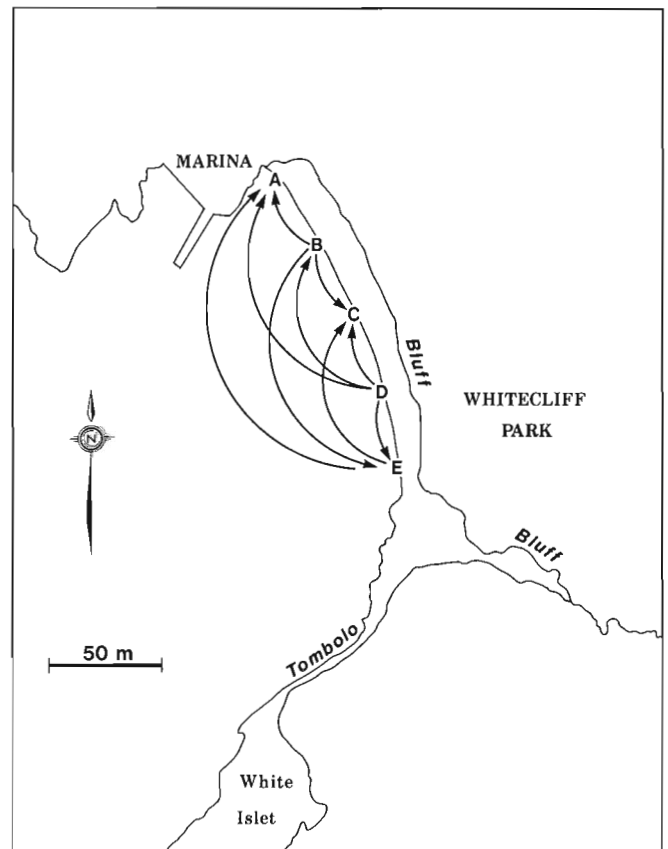 MARINA
A
B
C
Bluff
D
WHITECLIFF
PARK
N
E
Bluff
50 m
Tombolo
White
Islet